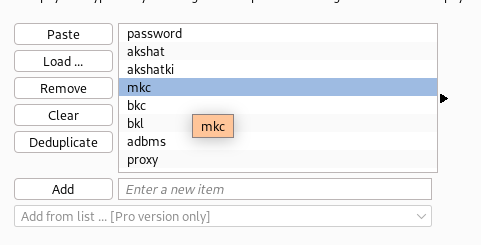 Paste
Load ...
Remove
Clear
Deduplicate
password
akshat
akshatki
mkc
bkc
bkl
adbms
proxy
mkc
Add
Enter a new item
Add from list ... [Pro version only]